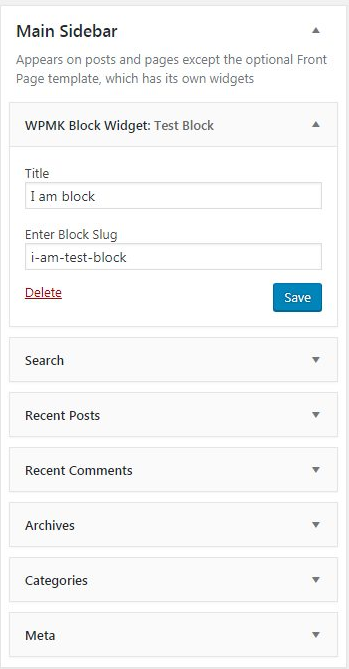 Main Sidebar
Appears on posts and pages except the optional Front
Page template, which has its own widgets
WPMK Block Widget: Test Block
Title
I am block
Enter Block Slug
i-am-test-block
Delete Save
Search
Recent Posts
Recent Comments
Archives
Categories
Meta